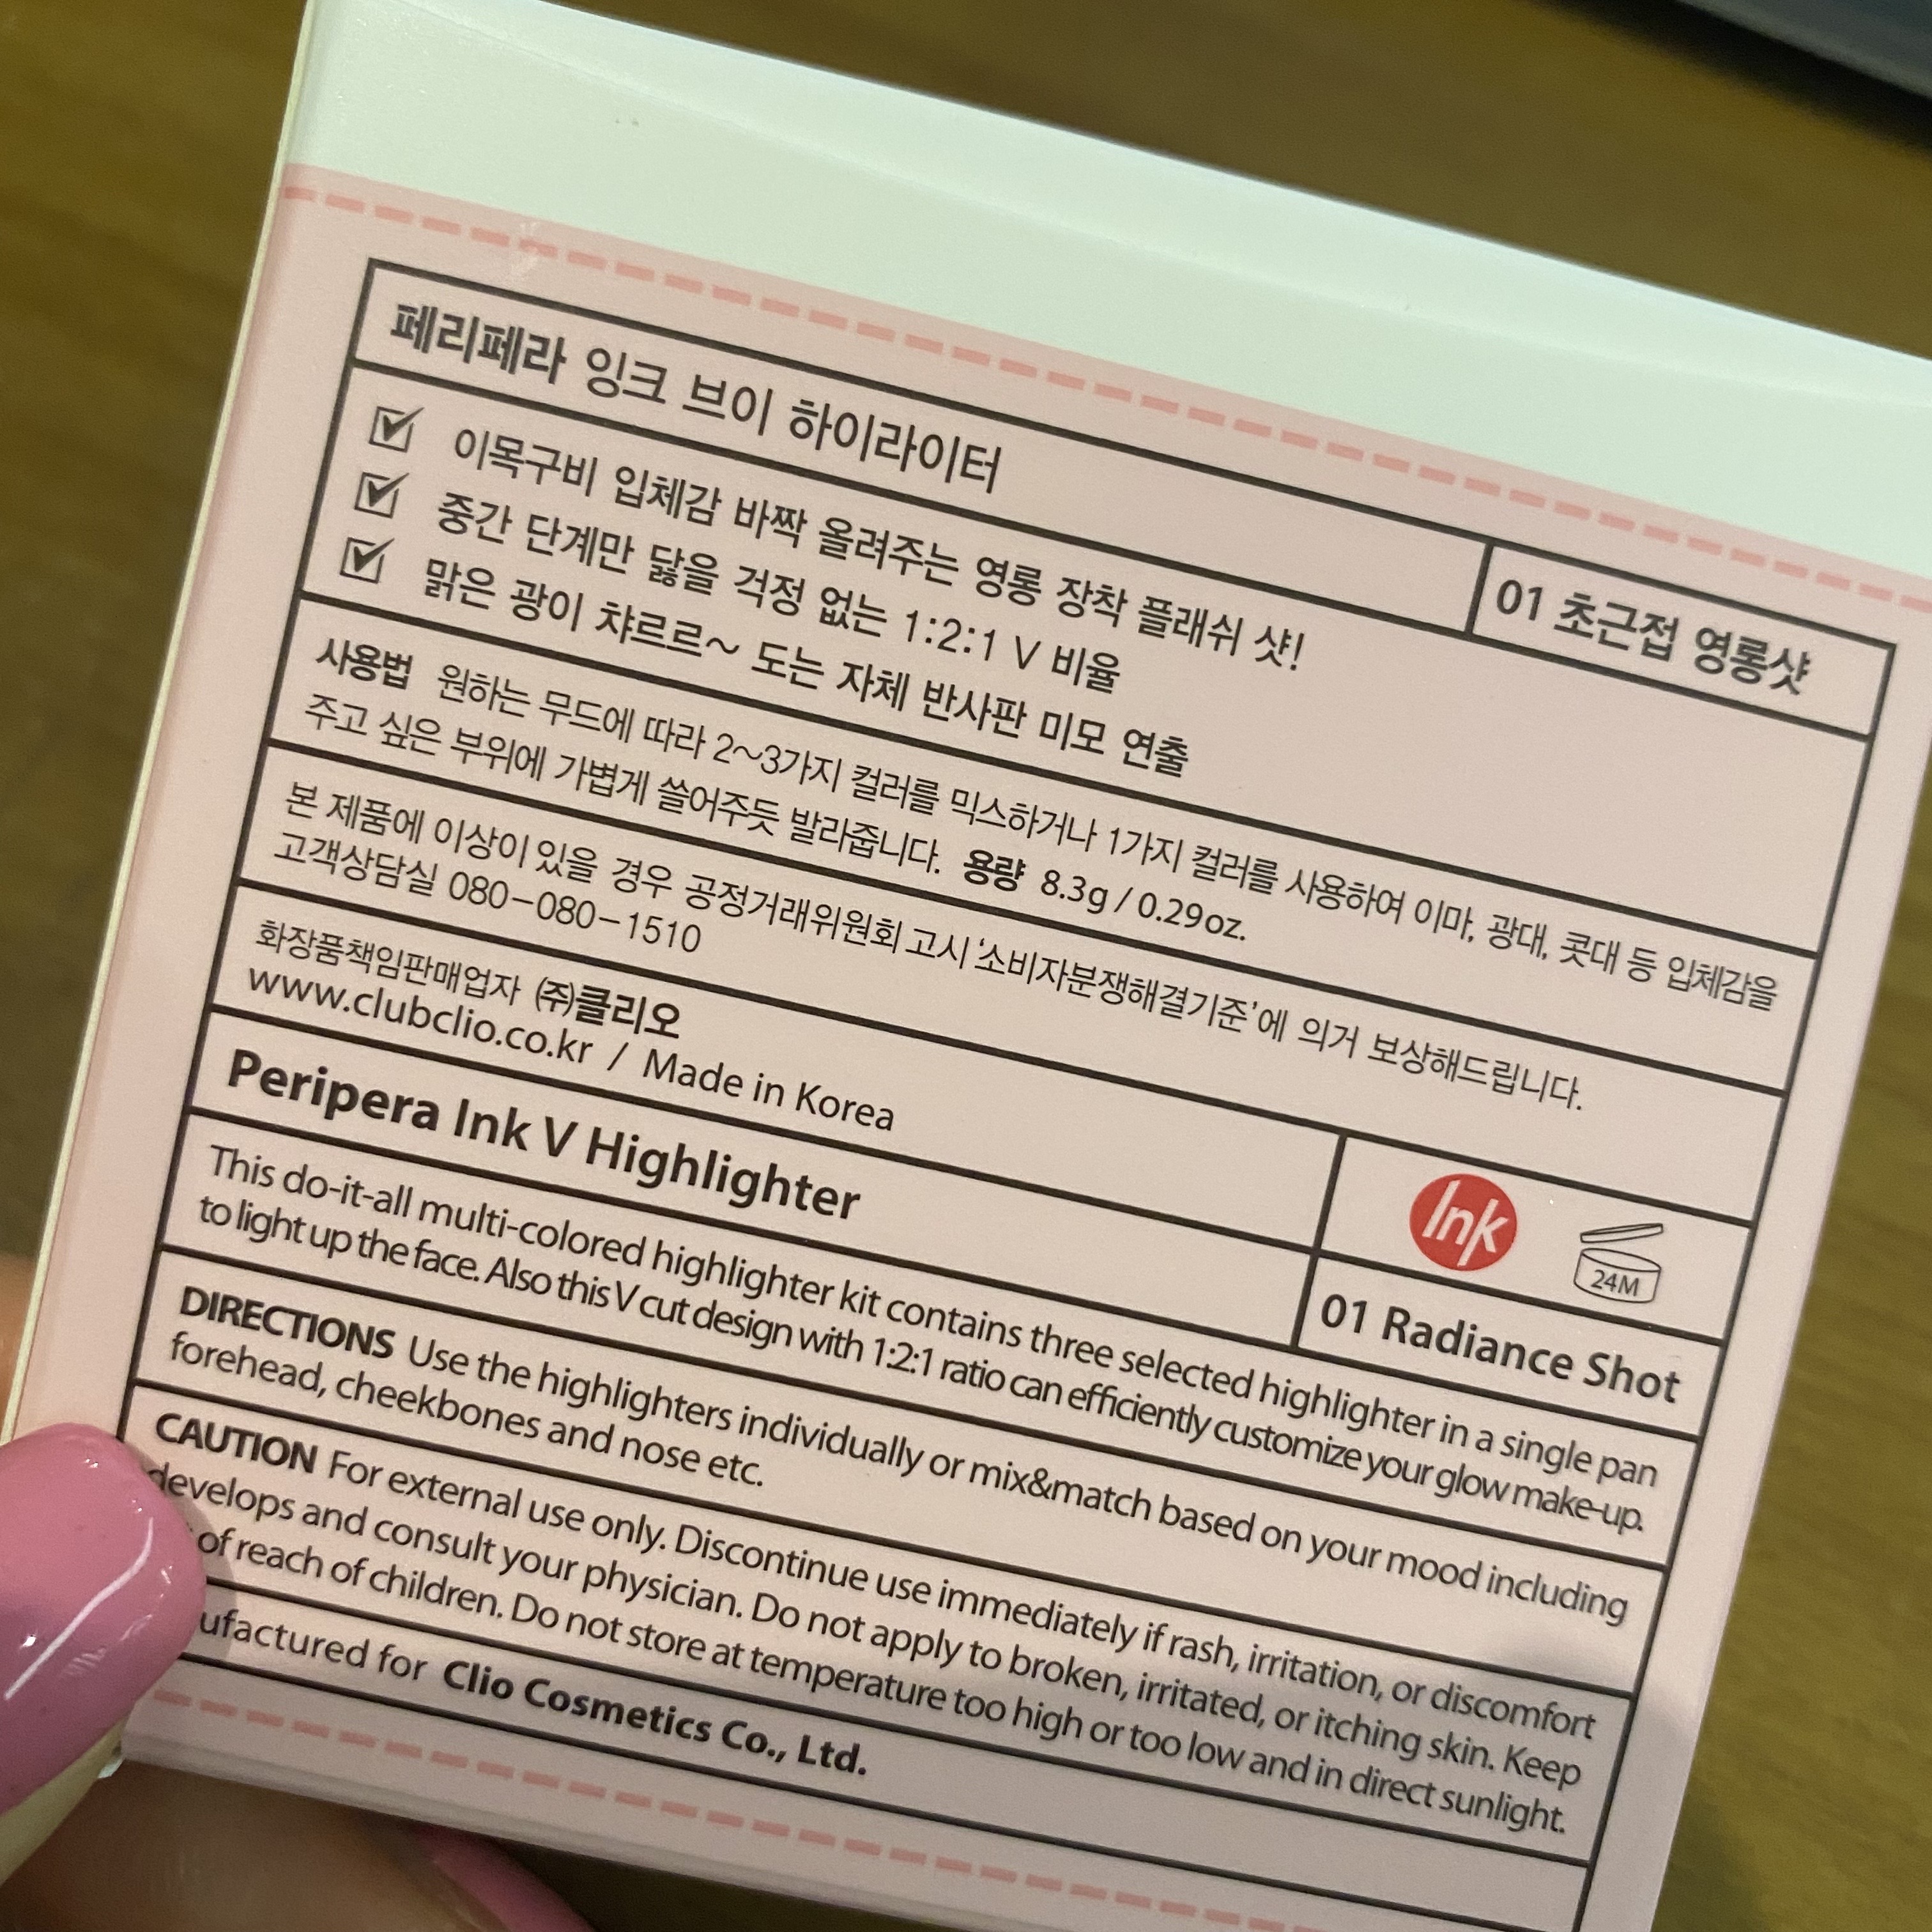 페리페라 잉크 브이 하이라이터
01 초근접 영롱샷
이목구비 입체감 바짝 올려주는 영롱 장착 플래쉬 샷!
중간 단계만 닳을 걱정 없는 1:2:1 V 비율
맑은 광이 챠르르~ 도는 자체 반사판 미모 연출
사용법 원하는 무드에 따라 2~3가지 컬러를 믹스하거나 1가지 컬러를 사용하여 이마, 광대, 콧대 등 입체감을
주고 싶은 부위에 가볍게 쓸어주듯 발라줍니다. 용량 8.3g / 0.29oz.
본 제품에 이상이 있을 경우 공정거래위원회 고시 '소비자분쟁해결기준'에 의거 보상해드립니다.
고객상담실 080-080-1510
화장품책임판매업자 ㈜클리오
www.clubclio.co.kr / Made in Korea
Ink
24M
Peripera Ink V Highlighter
01 Radiance Shot
This do-it-all multi-colored highlighter kit contains three selected highlighter in a single pan
to light up the face. Also this V cut design with 1:2:1 ratio can efficiently customize your glow make-up.
DIRECTIONS Use the highlighters individually or mix&match based on your mood including
forehead, cheekbones and nose etc.
CAUTION For external use only. Discontinue use immediately if rash, irritation, or discomfort
develops and consult your physician. Do not apply to broken, irritated, or itching skin. Keep
of reach of children. Do not store at temperature too high or too low and in direct sunlight.
ufactured for Clio Cosmetics Co., Ltd.